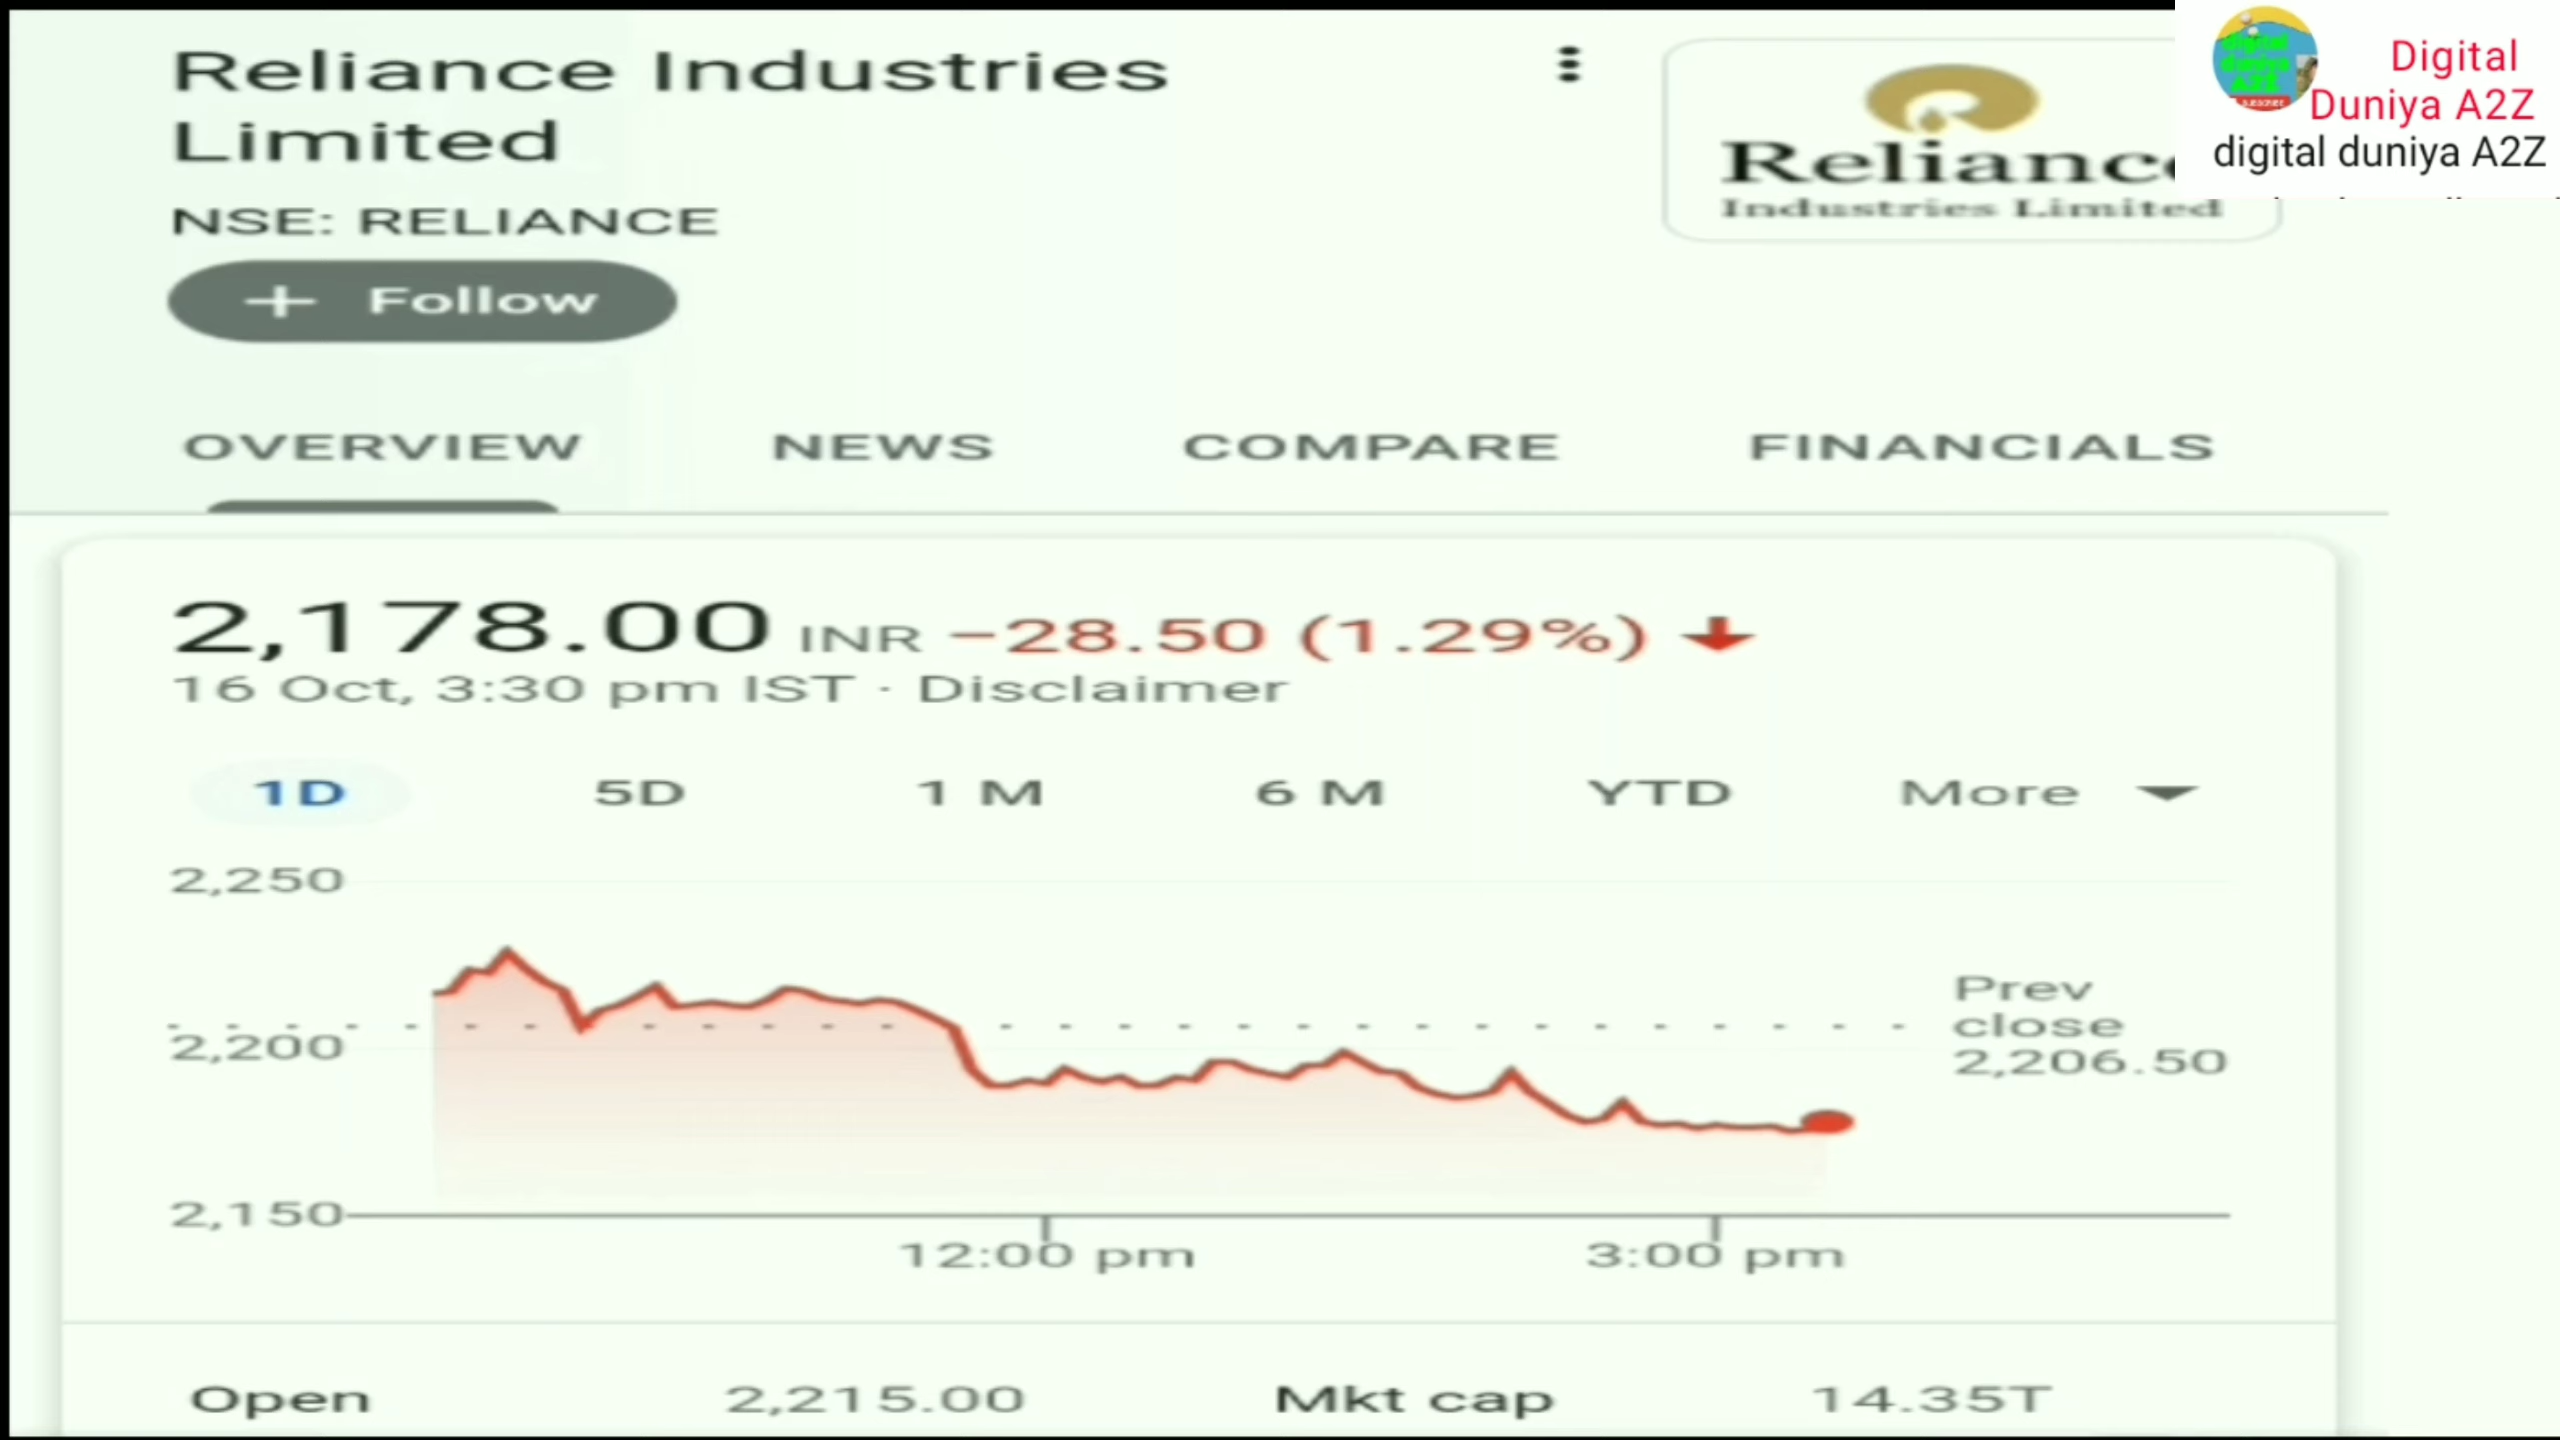 Reliance Industries
Limited
NSE: RELIANCE
+ Follow
Reliance
Industries Limited
Digital
Duniya A2Z
digital duniya A2Z
OVERVIEW NEWS COMPARE FINANCIALS
2,178.00 INR −28.50 (1.29%)
16 Oct, 3:30 pm IST · Disclaimer
1D 5D 1 M 6 M YTD More
2,250
2,200
2,150
Prev
close
2,206.50
12:00 pm 3:00 pm
Open 2,215.00 Mkt cap 14.35T